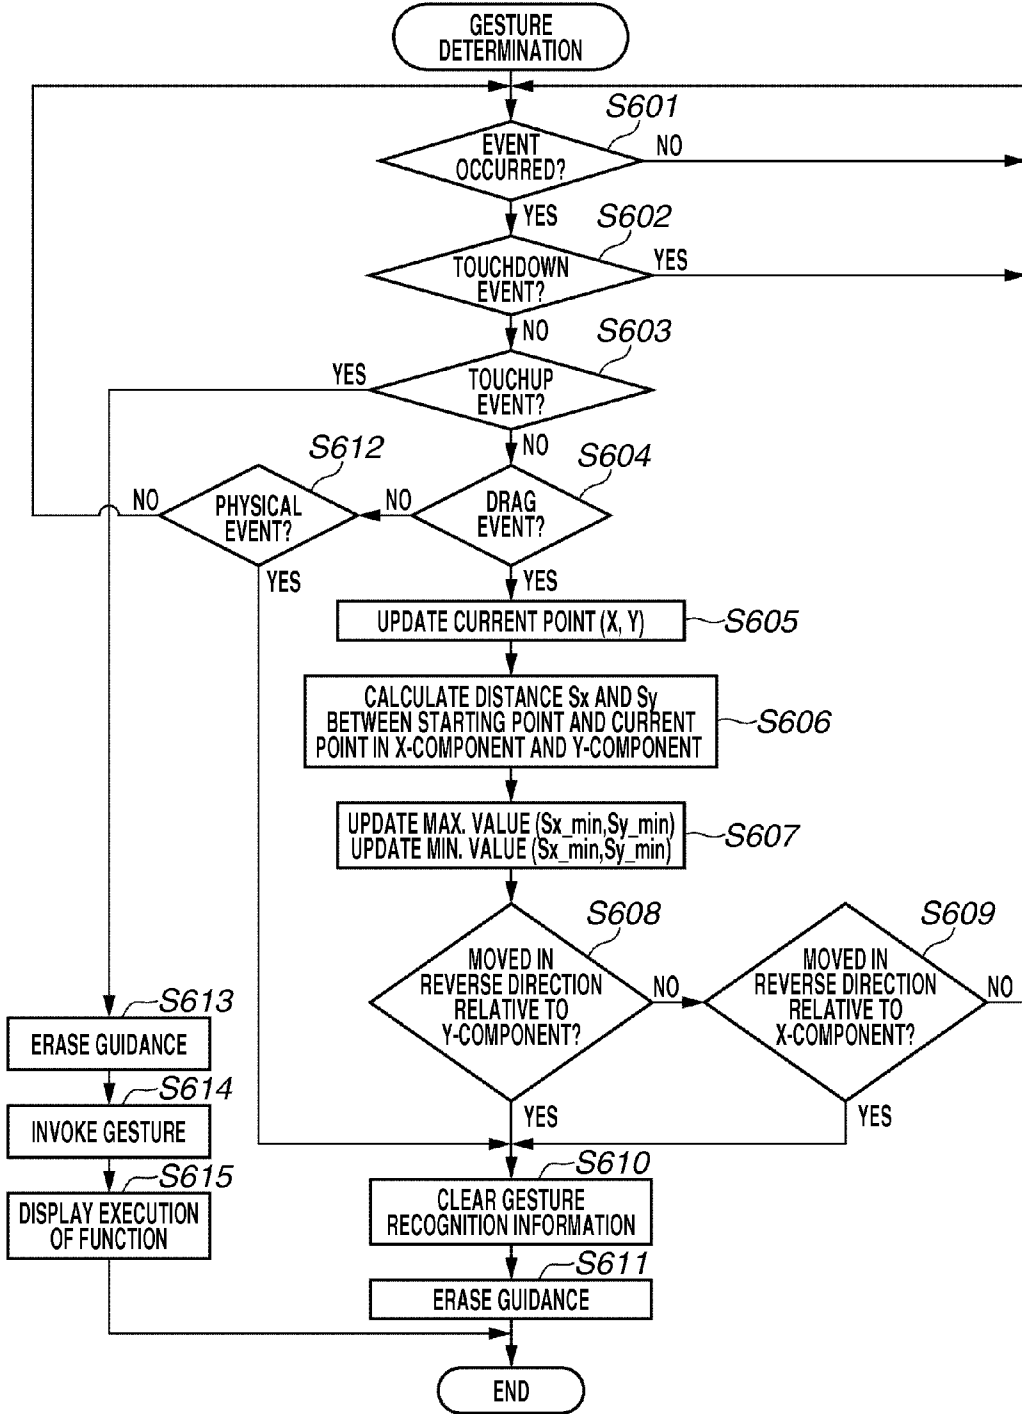 GESTURE
DETERMINATION
S601
EVENT
OCCURRED?
NO
YES
S602
TOUCHDOWN
EVENT?
YES
NO
S603
YES
TOUCHUP
EVENT?
NO
S612
S604
NO
PHYSICAL
EVENT?
NO
DRAG
EVENT?
YES
YES
UPDATE CURRENT POINT (X, Y)
S605
CALCULATE DISTANCE Sx AND Sy
BETWEEN STARTING POINT AND CURRENT
POINT IN X-COMPONENT AND Y-COMPONENT
S606
UPDATE MAX. VALUE (Sx_min,Sy_min)
UPDATE MIN. VALUE (Sx_min,Sy_min)
S607
S608
MOVED IN
REVERSE DIRECTION
RELATIVE TO
Y-COMPONENT?
NO
YES
S609
MOVED IN
REVERSE DIRECTION
RELATIVE TO
X-COMPONENT?
NO
YES
S613
ERASE GUIDANCE
S614
INVOKE GESTURE
S615
DISPLAY EXECUTION
OF FUNCTION
S610
CLEAR GESTURE
RECOGNITION INFORMATION
S611
ERASE GUIDANCE
END